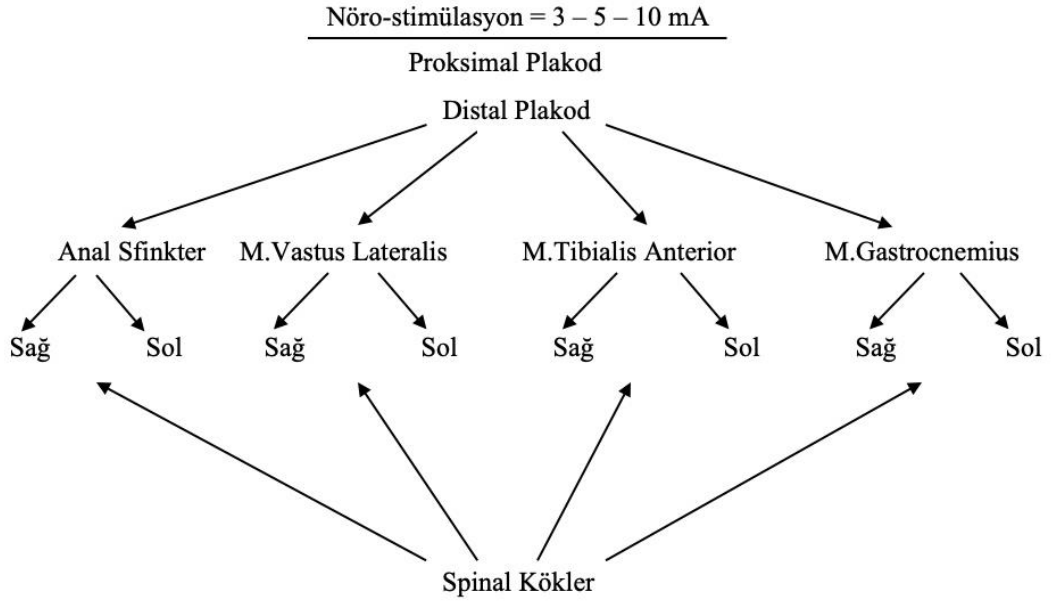 Nöro-stimülasyon = 3 – 5 – 10 mA
Proksimal Plakod
Distal Plakod
Anal Sfinkter M.Vastus Lateralis M.Tibialis Anterior M.Gastrocnemius
Sağ Sol Sağ Sol Sağ Sol Sağ Sol
Spinal Kökler